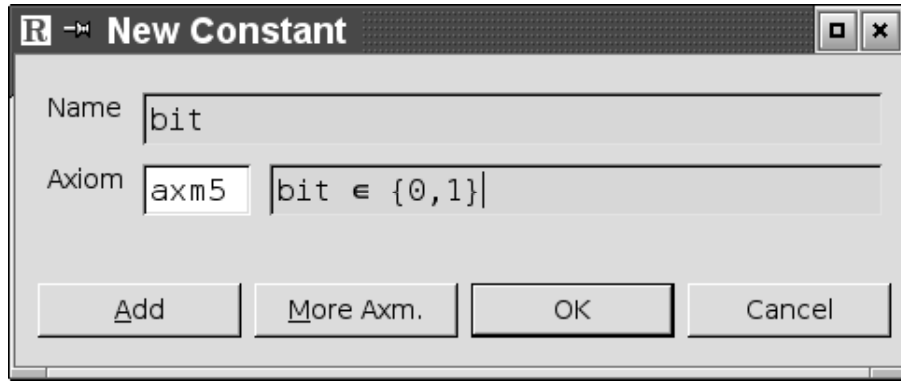 R New Constant
Name bit
Axiom axm5 bit ∈ {0,1}
Add More Axm. OK Cancel